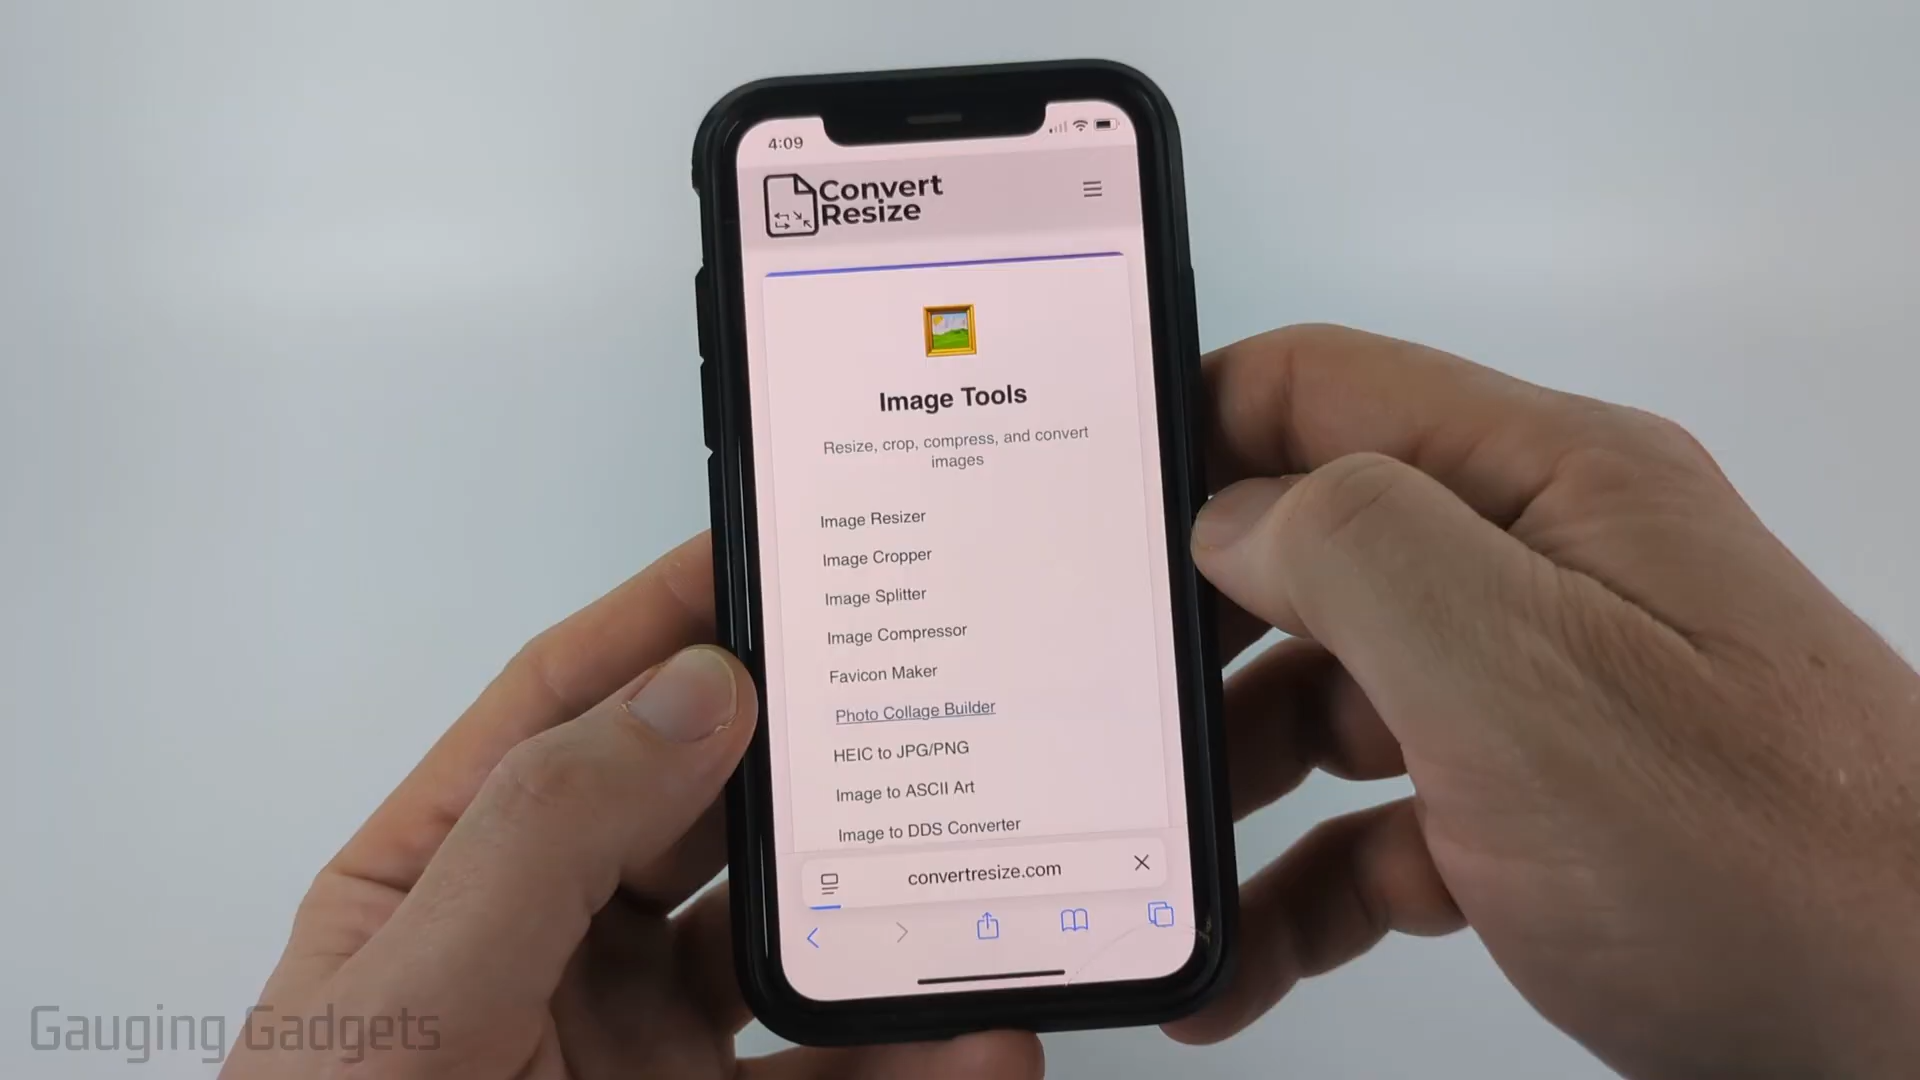 4:09
Convert
Resize
Image Tools
Resize, crop, compress, and convert
images
Image Resizer
Image Cropper
Image Splitter
Image Compressor
Favicon Maker
Photo Collage Builder
HEIC to JPG/PNG
Image to ASCII Art
Image to DDS Converter
convertresize.com
Gauging Gadgets